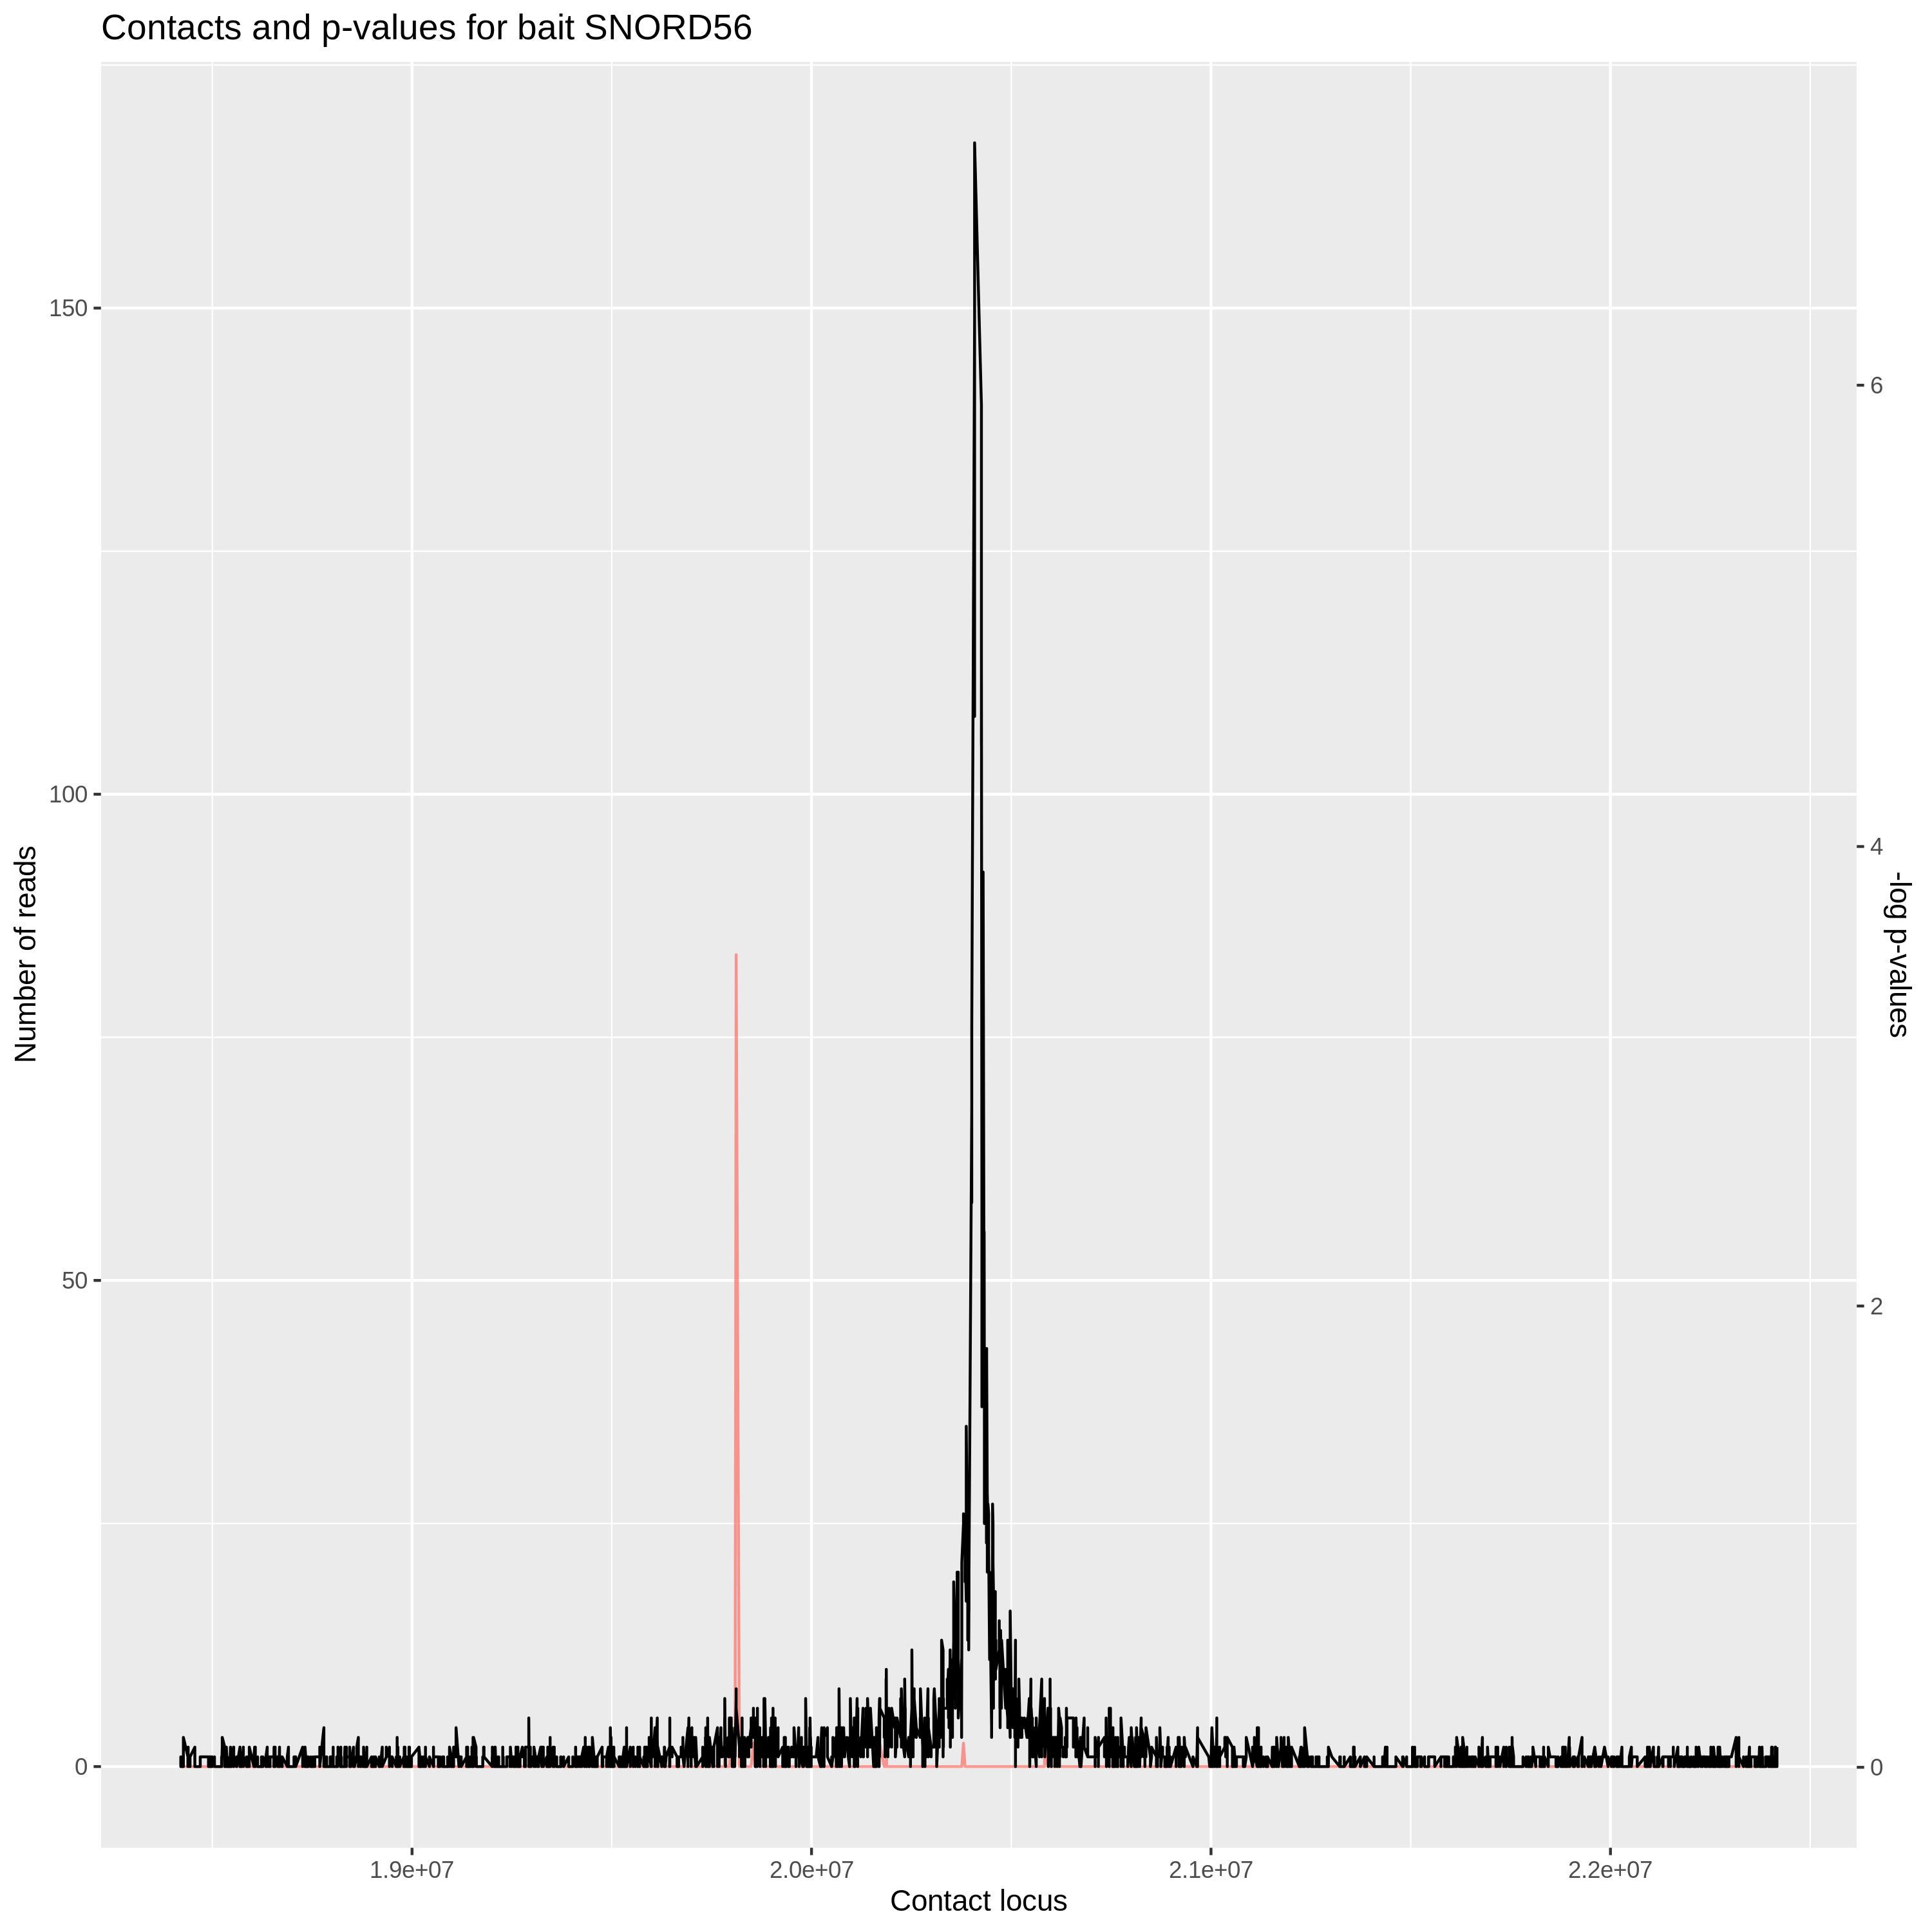 Contacts and p-values for bait SNORD56
150
100
50
0
Number of reads
6
4
2
0
-log p-values
1.9e+07
2.0e+07
2.1e+07
2.2e+07
Contact locus